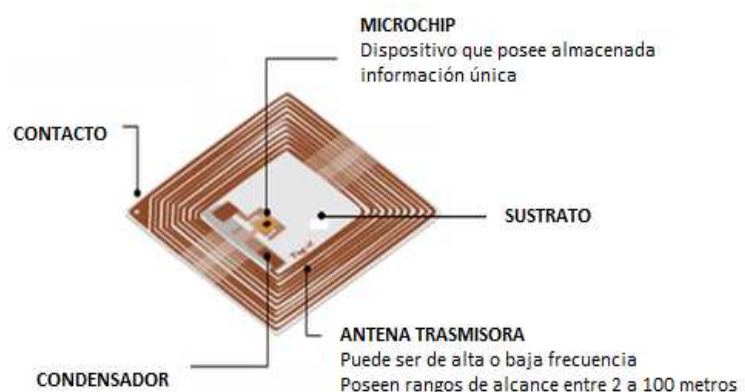 MICROCHIP
Dispositivo que posee almacenada
información única
CONTACTO
SUSTRATO
ANTENA TRASMISORA
Puede ser de alta o baja frecuencia
Poseen rangos de alcance entre 2 a 100 metros
CONDENSADOR